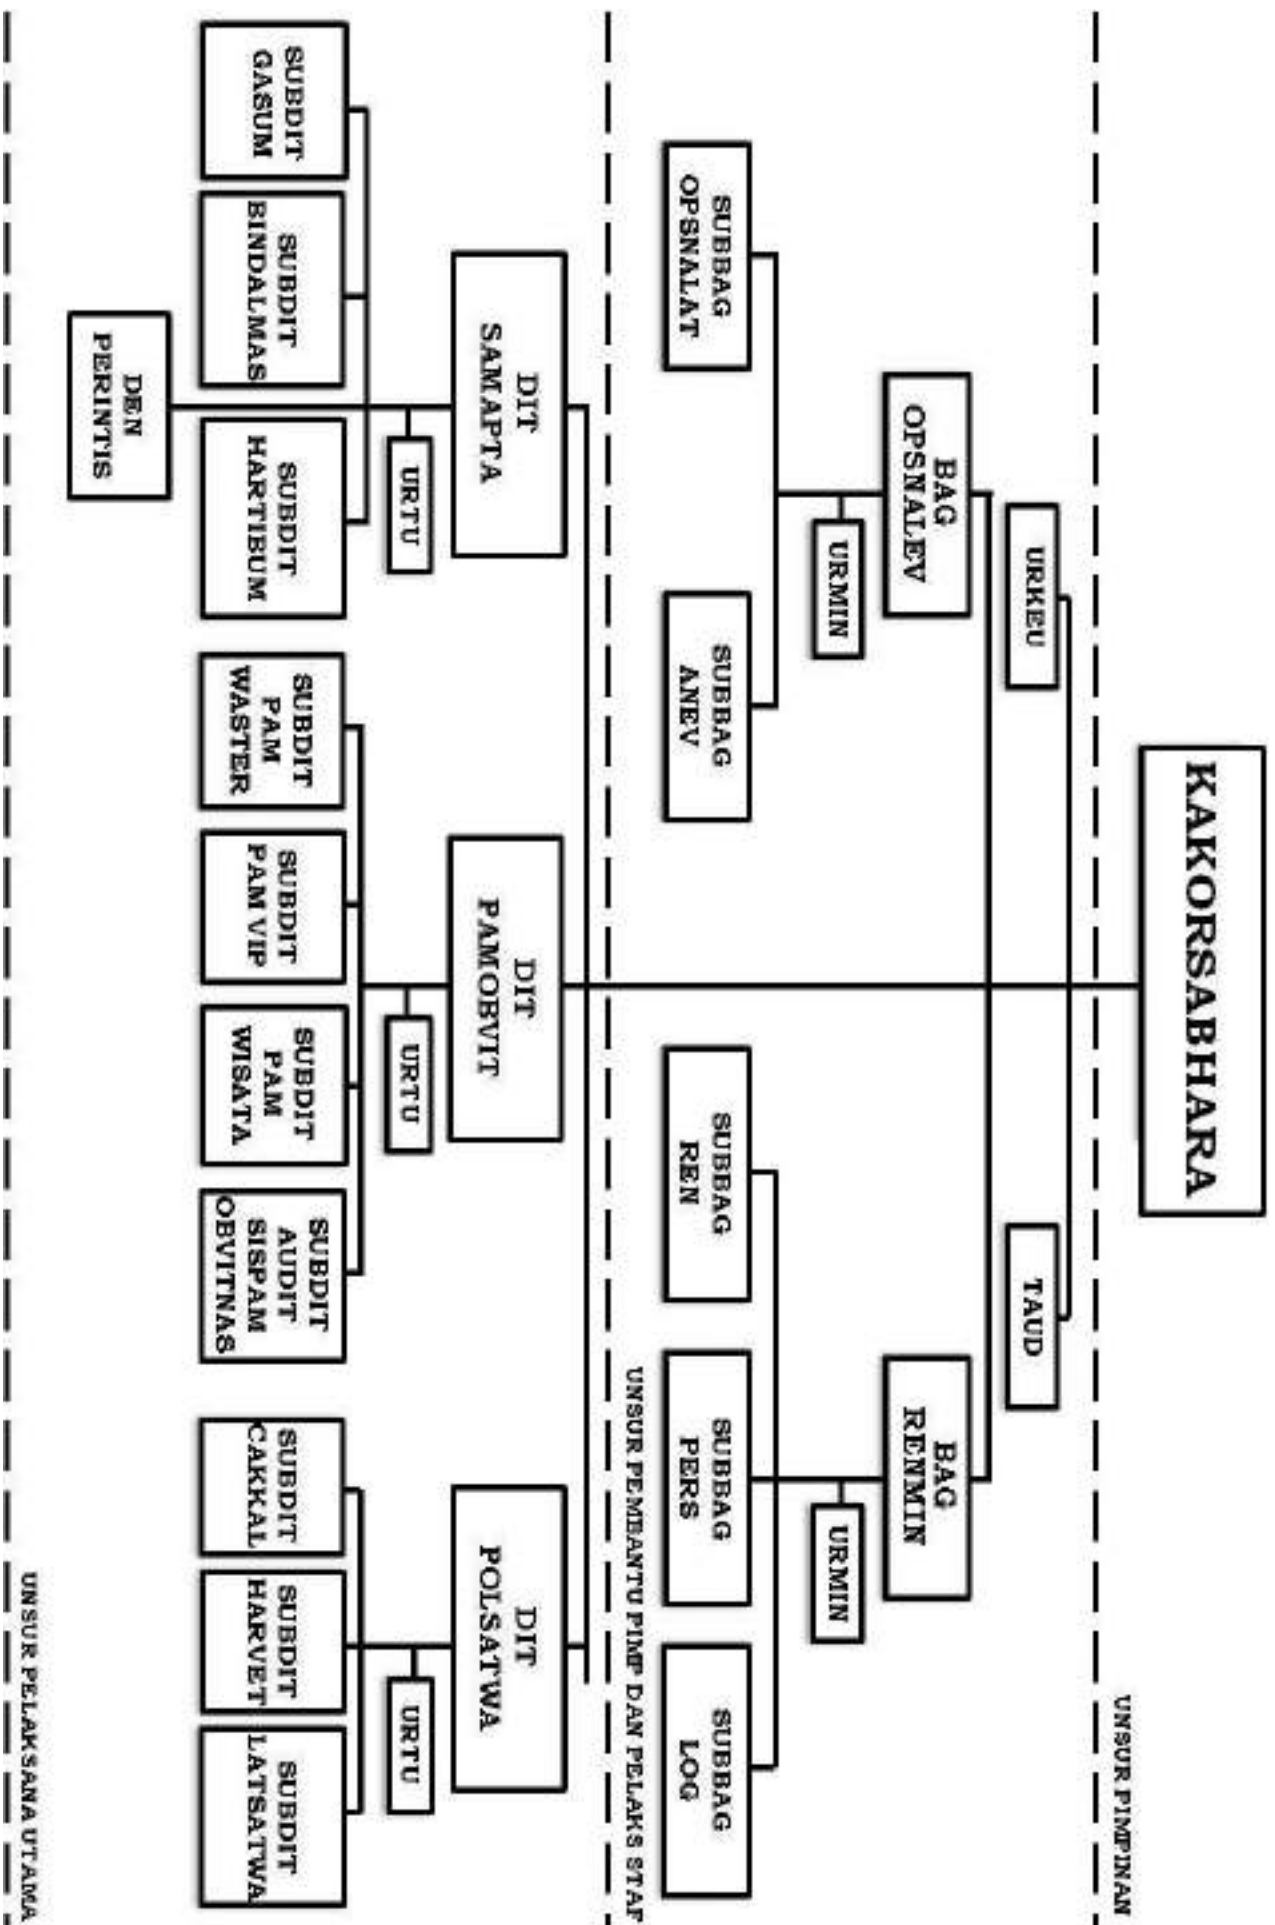 KAKORSABHARA
UNSUR PIMPINAN
URKEU
TAUD
BAG
OPSNALEV
BAG
RENMIN
URMIN
URMIN
SUBBAG
OPSNALAT
SUBBAG
ANEV
SUBBAG
REN
SUBBAG
PERS
SUBBAG
LOG
UNSUR PEMBANTU PIMP DAN PELAKS STAF
DIT
SAMAPTA
DIT
PAMOBVIT
DIT
POLSATWA
URTU
URTU
URTU
SUBDIT
GASUM
SUBDIT
BINDALMAS
SUBDIT
HARTIBUM
SUBDIT
PAM
WASTER
SUBDIT
PAM VIP
SUBDIT
PAM
WISATA
SUBDIT
AUDIT
SISPAM
OBVITNAS
SUBDIT
CAKKAL
SUBDIT
HARVET
SUBDIT
LATSATWA
DEN
PERINTIS
UNSUR PELAKSANA UTAMA